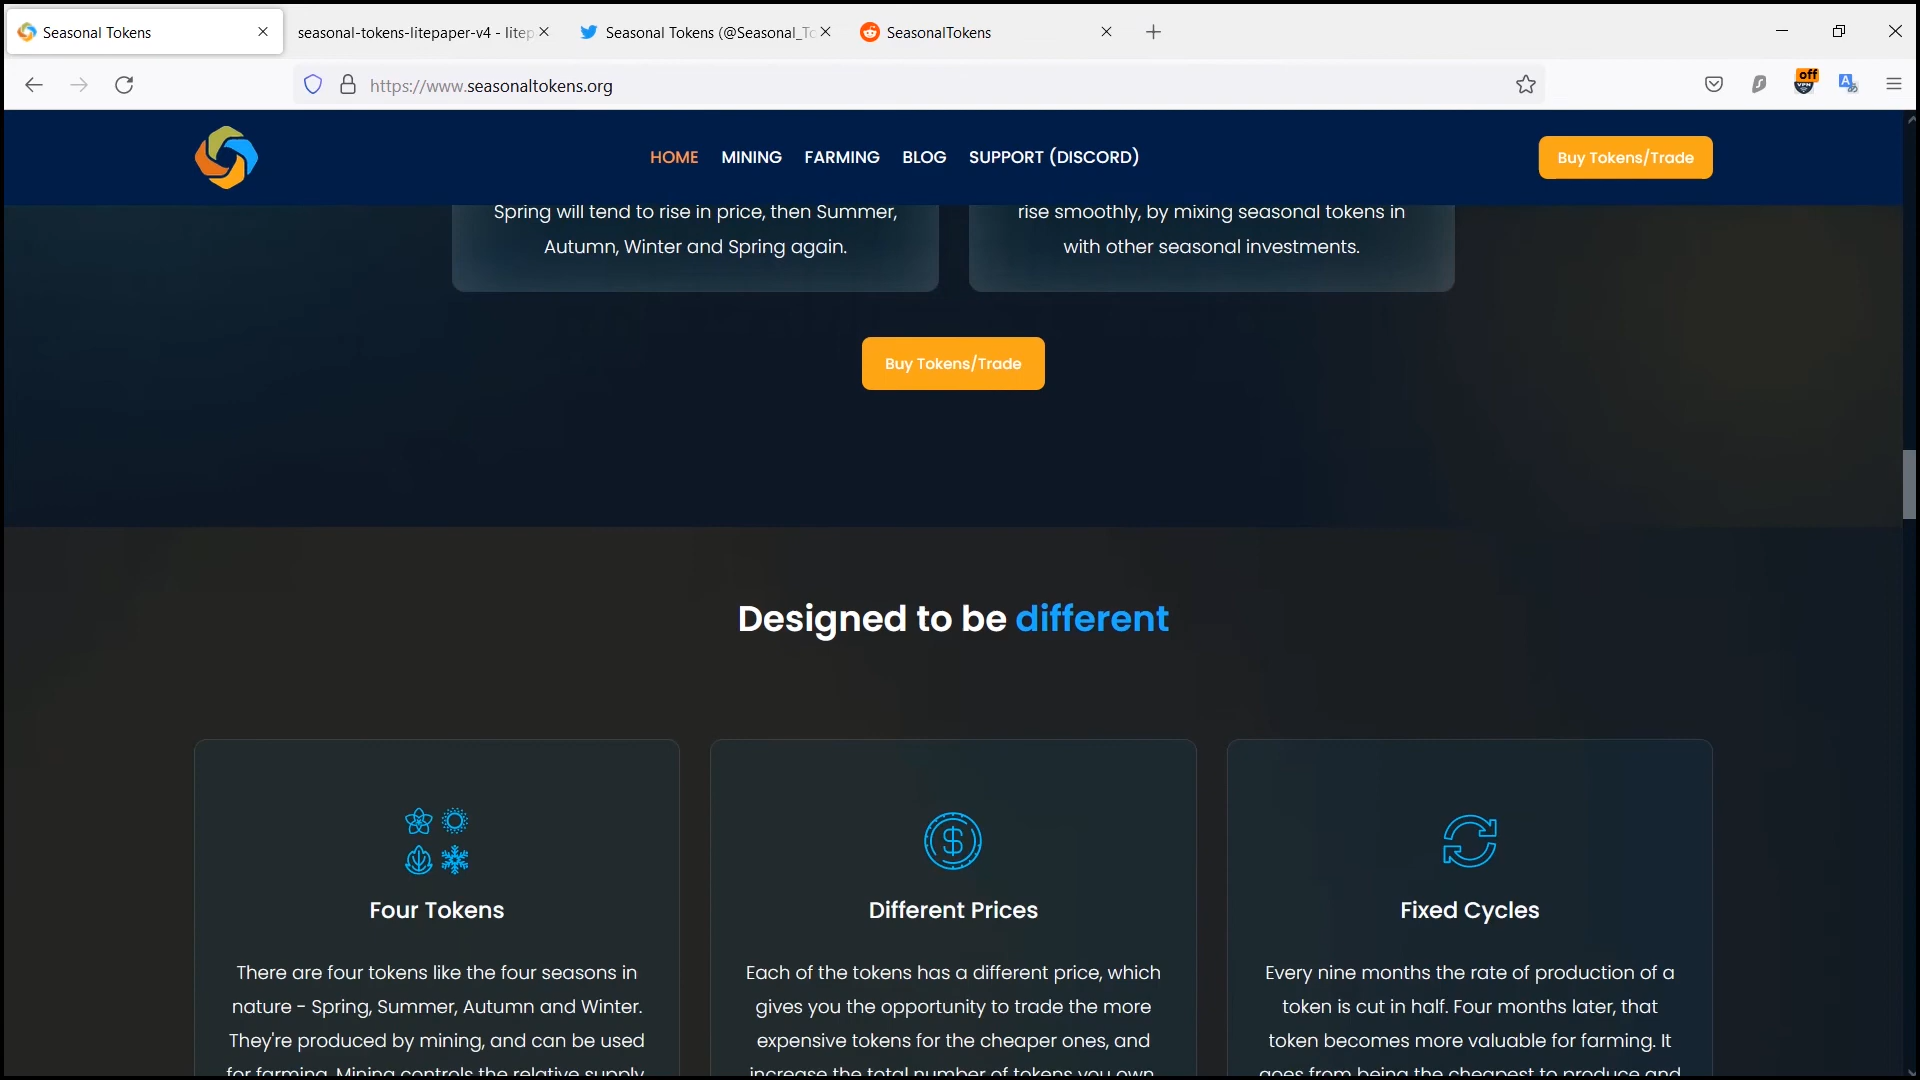 Seasonal Tokens
seasonal-tokens-litepaper-v4 - litep
Seasonal Tokens (@Seasonal_To
SeasonalTokens
https://www.seasonaltokens.org
off
VPN
HOME
MINING
FARMING
BLOG
SUPPORT (DISCORD)
Buy Tokens/Trade
Spring will tend to rise in price, then Summer,
Autumn, Winter and Spring again.
rise smoothly, by mixing seasonal tokens in
with other seasonal investments.
Buy Tokens/Trade
Designed to be different
Four Tokens
There are four tokens like the four seasons in
nature - Spring, Summer, Autumn and Winter.
They're produced by mining, and can be used
for farming. Mining controls the relative supply
Different Prices
Each of the tokens has a different price, which
gives you the opportunity to trade the more
expensive tokens for the cheaper ones, and
increase the total number of tokens you own
Fixed Cycles
Every nine months the rate of production of a
token is cut in half. Four months later, that
token becomes more valuable for farming. It
goes from being the cheapest to produce and